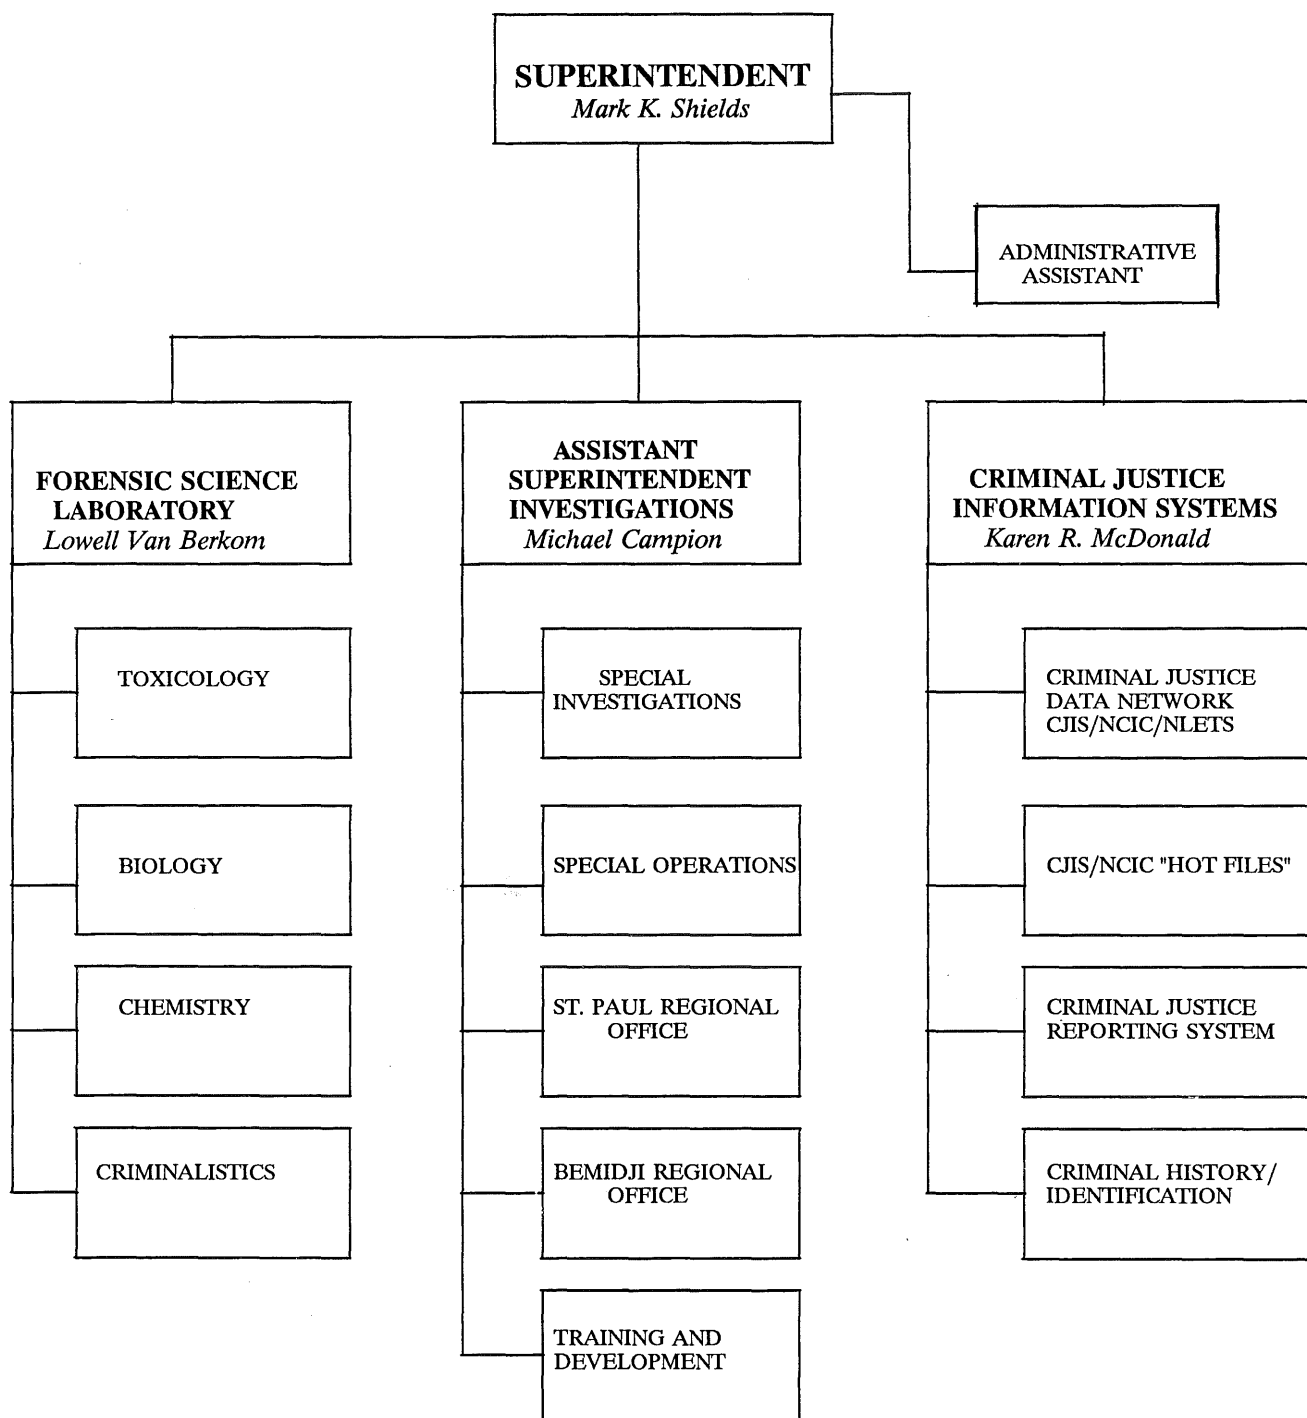 SUPERINTENDENT
Mark K. Shields
ADMINISTRATIVE
ASSISTANT
FORENSIC SCIENCE
LABORATORY
Lowell Van Berkom
ASSISTANT
SUPERINTENDENT
INVESTIGATIONS
Michael Campion
CRIMINAL JUSTICE
INFORMATION SYSTEMS
Karen R. McDonald
TOXICOLOGY
BIOLOGY
CHEMISTRY
CRIMINALISTICS
SPECIAL
INVESTIGATIONS
SPECIAL OPERATIONS
ST. PAUL REGIONAL
OFFICE
BEMIDJI REGIONAL
OFFICE
TRAINING AND
DEVELOPMENT
CRIMINAL JUSTICE
DATA NETWORK
CJIS/NCIC/NLETS
CJIS/NCIC "HOT FILES"
CRIMINAL JUSTICE
REPORTING SYSTEM
CRIMINAL HISTORY/
IDENTIFICATION